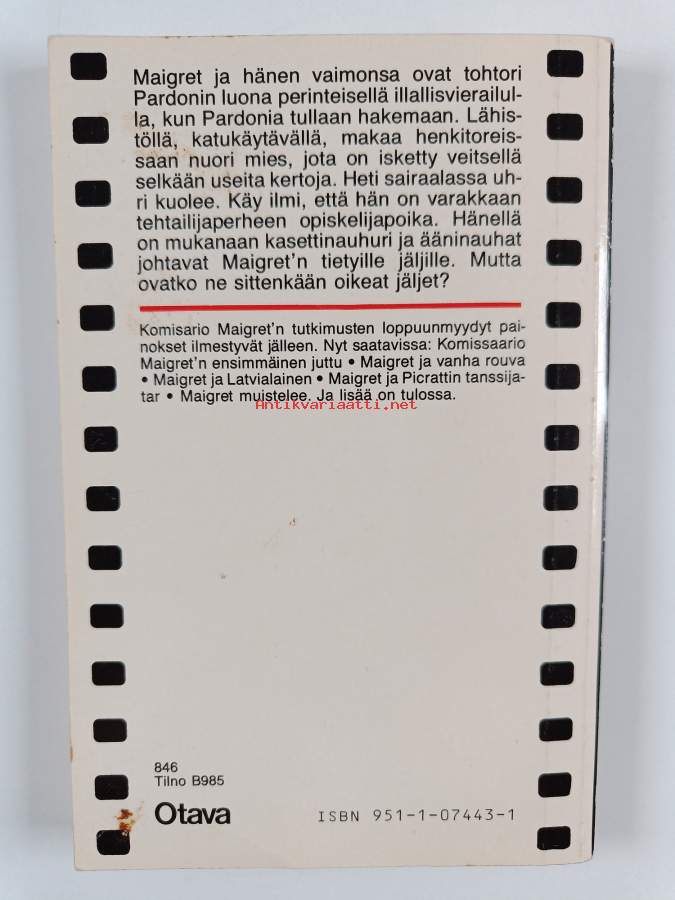 Maigret ja hänen vaimonsa ovat tohtori
Pardonin luona perinteisellä illallisvierailul-
la, kun Pardonia tullaan hakemaan. Lähis-
töllä, katukäytävällä, makaa henkitoreis-
saan nuori mies, jota on isketty veitsellä
selkään useita kertoja. Heti sairaalassa uh-
ri kuolee. Käy ilmi, että hän on varakkaan
tehtailijaperheen opiskelijapoika. Hänellä
on mukanaan kasettinauhuri ja ääninauhat
johtavat Maigret'n tietyille jäljille. Mutta
ovatko ne sittenkään oikeat jäljet?
Komisario Maigret'n tutkimusten loppuunmyydyt pai-
nokset ilmestyvät jälleen. Nyt saatavissa: Komissaario
Maigret'n ensimmäinen juttu • Maigret ja vanha rouva
• Maigret ja Latvialainen • Maigret ja Picrattin tanssija-
tar • Maigret muistelee. Ja lisää on tulossa.
Antikvariaatti.net
846
Tilno B985
Otava
ISBN 951-1-07443-1